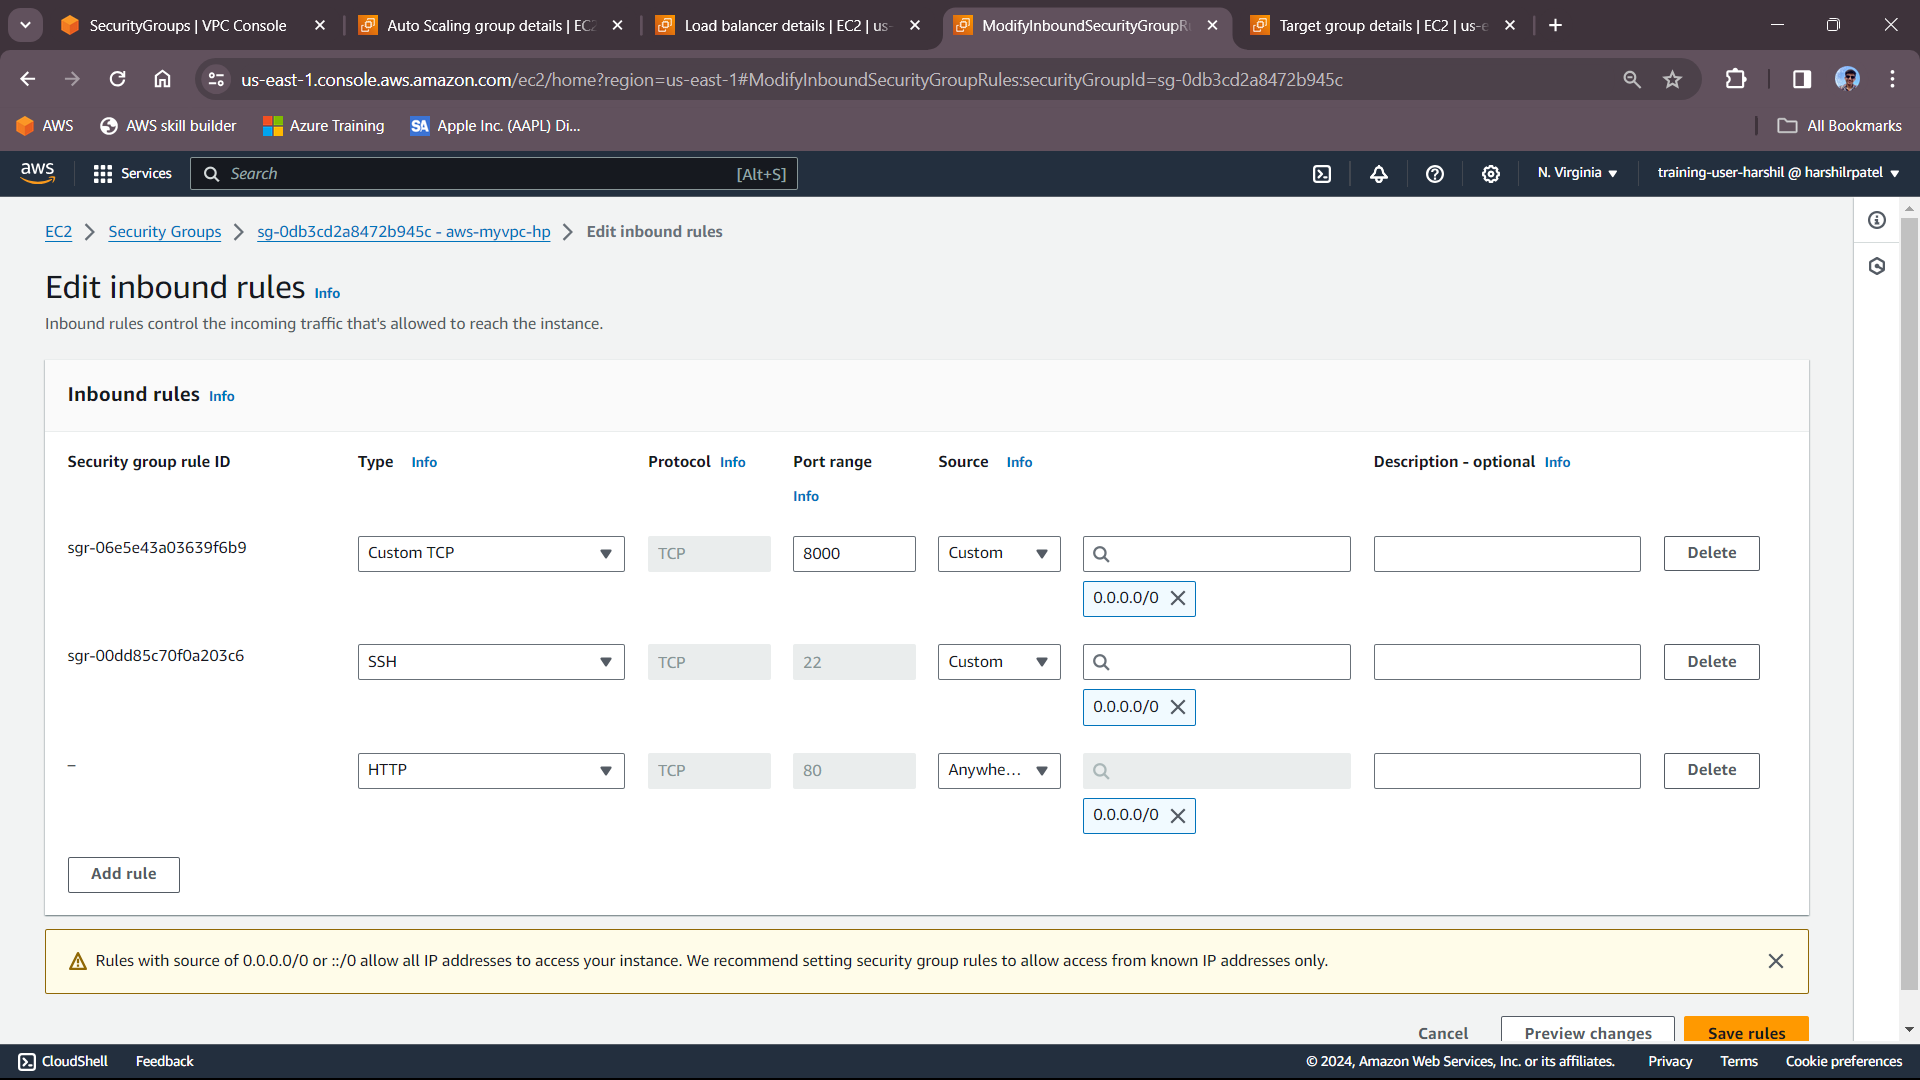 SecurityGroups | VPC Console
Auto Scaling group details | EC2
Load balancer details | EC2 | us-
ModifyInboundSecurityGroupR
Target group details | EC2 | us-e
us-east-1.console.aws.amazon.com/ec2/home?region=us-east-1#ModifyInboundSecurityGroupRules:securityGroupId=sg-0db3cd2a8472b945c
AWS
AWS skill builder
Azure Training
SA
Apple Inc. (AAPL) Di...
All Bookmarks
aws
Services
Search
[Alt+S]
N. Virginia
training-user-harshil @ harshilrpatel
EC2
Security Groups
sg-0db3cd2a8472b945c - aws-myvpc-hp
Edit inbound rules
Edit inbound rules Info
Inbound rules control the incoming traffic that's allowed to reach the instance.
Inbound rules Info
Security group rule ID
Type Info
Protocol Info
Port range
Info
Source Info
Description - optional Info
sgr-06e5e43a03639f6b9
Custom TCP
TCP
8000
Custom
Delete
0.0.0.0/0
sgr-00dd85c70f0a203c6
SSH
TCP
22
Custom
Delete
0.0.0.0/0
–
HTTP
TCP
80
Anywhe...
Delete
0.0.0.0/0
Add rule
Rules with source of 0.0.0.0/0 or ::/0 allow all IP addresses to access your instance. We recommend setting security group rules to allow access from known IP addresses only.
Cancel
Preview changes
Save rules
CloudShell
Feedback
© 2024, Amazon Web Services, Inc. or its affiliates.
Privacy
Terms
Cookie preferences